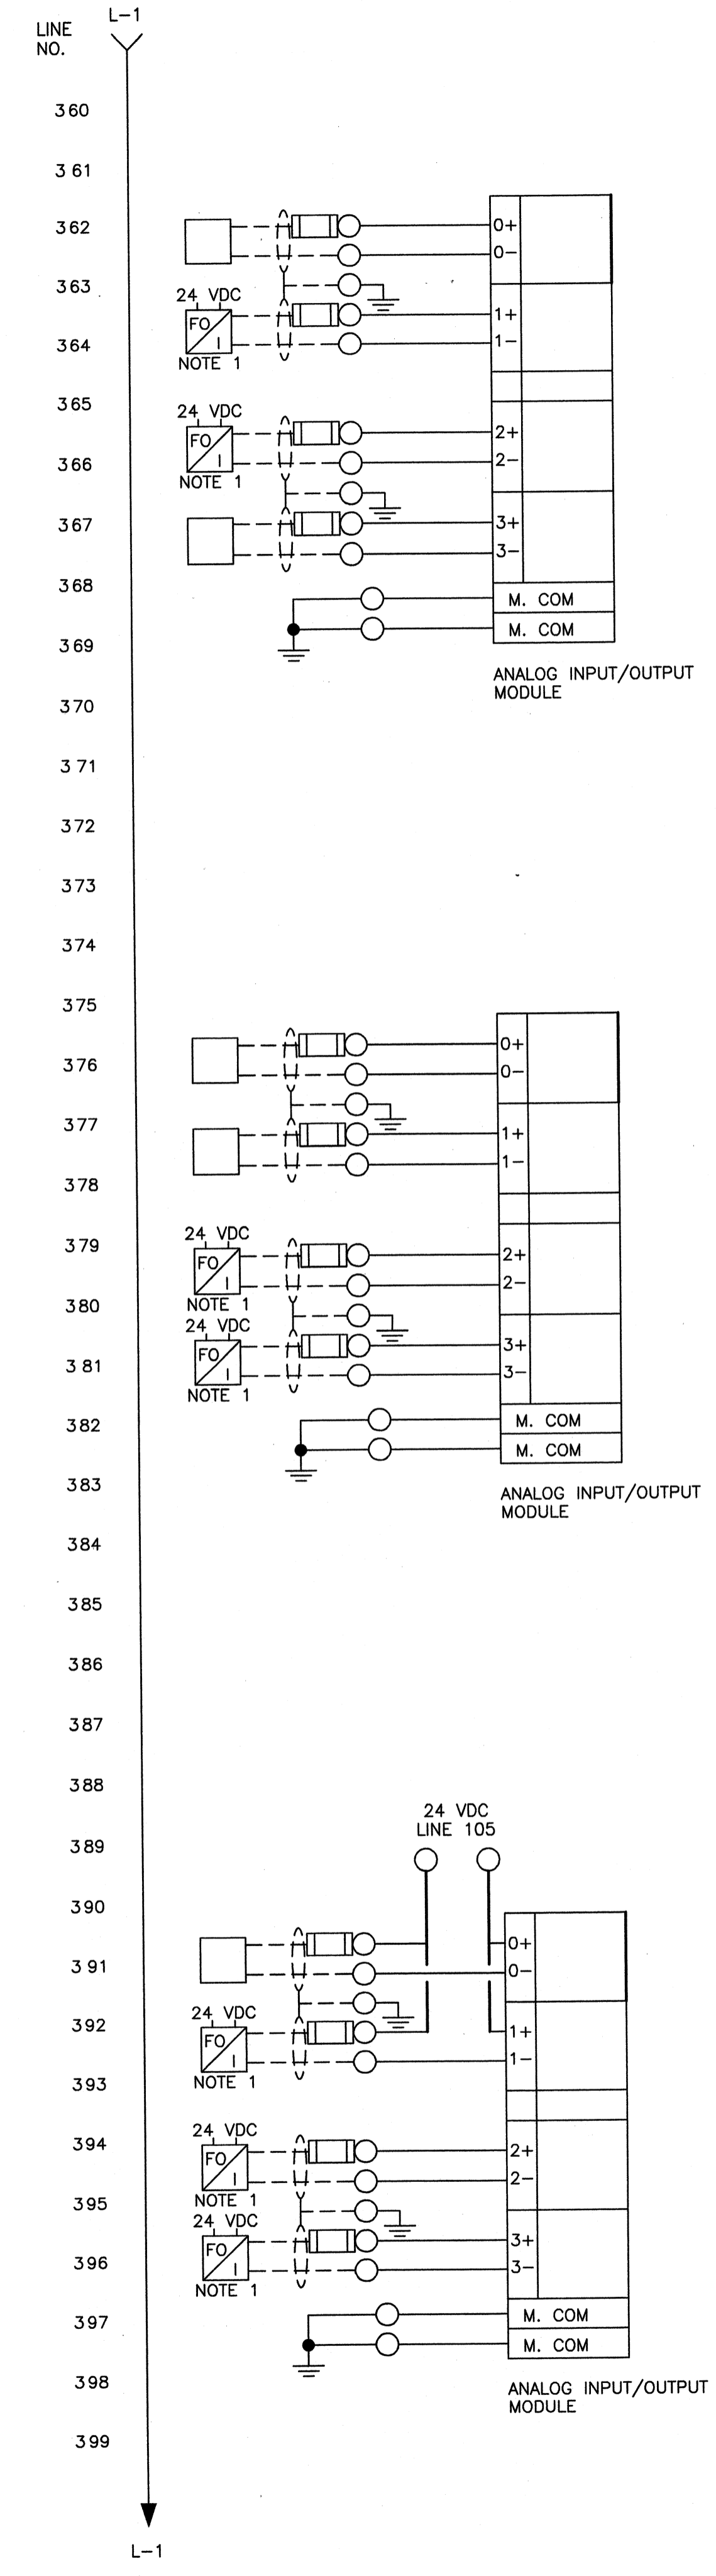 L-1
LINE
NO.
360
361
362
0+
0-
363
24 VDC
FO
1+
364
I
1-
NOTE 1
365
24 VDC
FO
2+
366
I
2-
NOTE 1
367
3+
3-
368
M. COM
M. COM
369
ANALOG INPUT/OUTPUT
MODULE
370
371
372
373
374
375
0+
376
0-
377
1+
1-
378
24 VDC
379
FO
2+
I
2-
380
NOTE 1
24 VDC
FO
3+
381
I
3-
NOTE 1
382
M. COM
M. COM
383
ANALOG INPUT/OUTPUT
MODULE
384
385
386
387
388
24 VDC
LINE 105
389
390
0+
391
0-
24 VDC
392
FO
1+
I
1-
393
NOTE 1
24 VDC
394
FO
2+
I
2-
395
NOTE 1
24 VDC
FO
3+
396
I
3-
NOTE 1
397
M. COM
M. COM
398
ANALOG INPUT/OUTPUT
MODULE
399
L-1